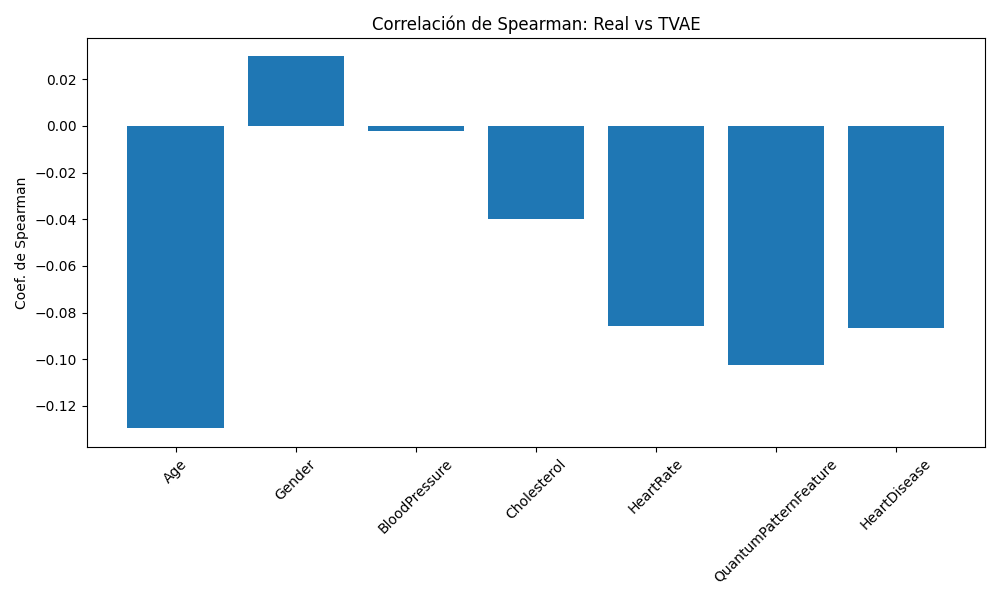 Correlación de Spearman: Real vs TVAE
Coef. de Spearman
0.02
0.00
−0.02
−0.04
−0.06
−0.08
−0.10
−0.12
Age
Gender
BloodPressure
Cholesterol
HeartRate
QuantumPatternFeature
HeartDisease